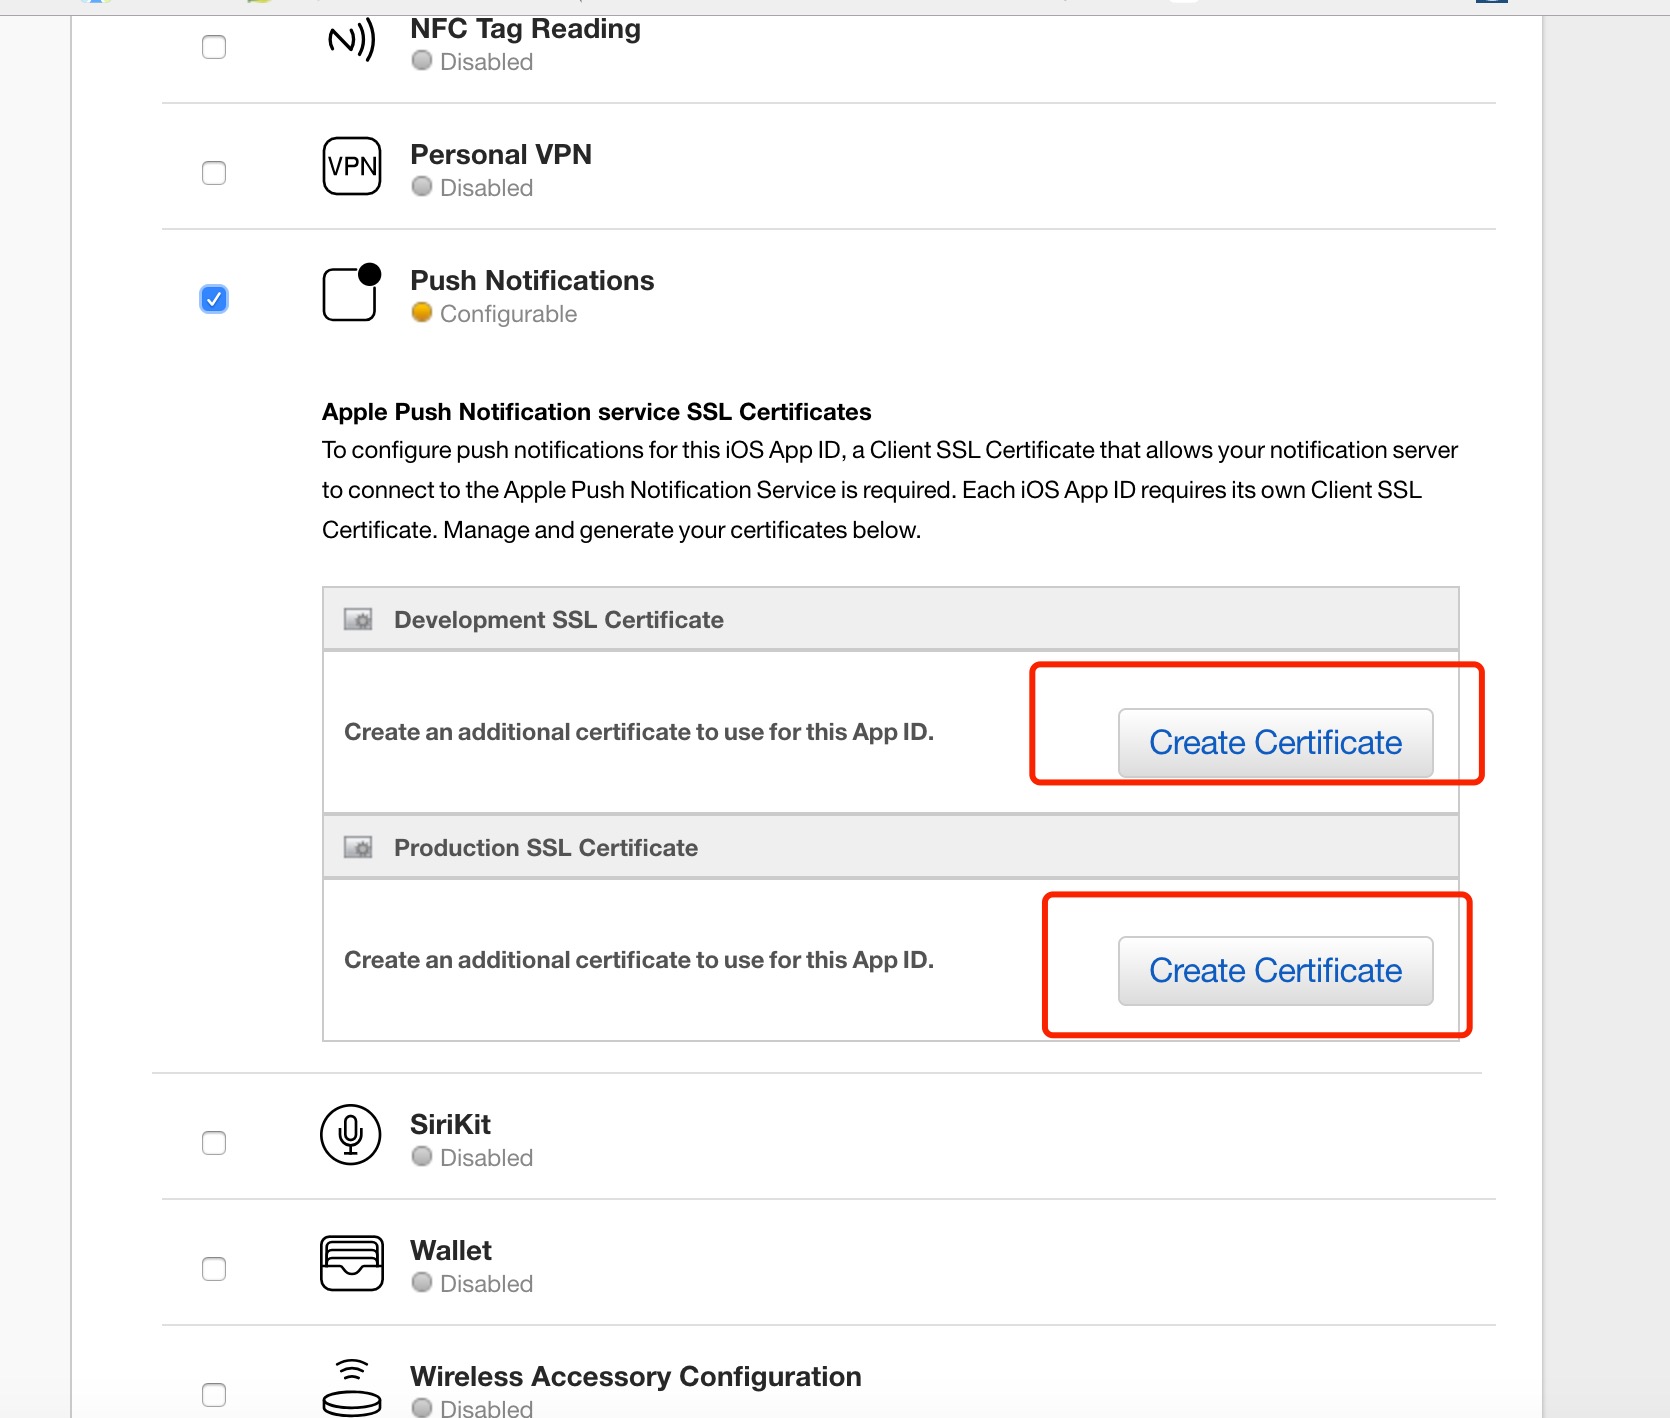 NFC Tag Reading
Disabled
VPN
Personal VPN
Disabled
Push Notifications
Configurable
Apple Push Notification service SSL Certificates
To configure push notifications for this iOS App ID, a Client SSL Certificate that allows your notification server
to connect to the Apple Push Notification Service is required. Each iOS App ID requires its own Client SSL
Certificate. Manage and generate your certificates below.
Development SSL Certificate
Create an additional certificate to use for this App ID.
Create Certificate
Production SSL Certificate
Create an additional certificate to use for this App ID.
Create Certificate
SiriKit
Disabled
Wallet
Disabled
Wireless Accessory Configuration
Disabled